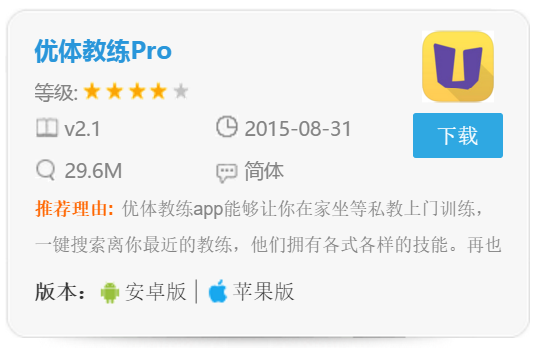 优体教练Pro
等级:
下载
v2.1 2015-08-31
29.6M 简体
推荐理由: 优体教练app能够让你在家坐等私教上门训练，
一键搜索离你最近的教练，他们拥有各式各样的技能。再也
版本： 安卓版 | 苹果版